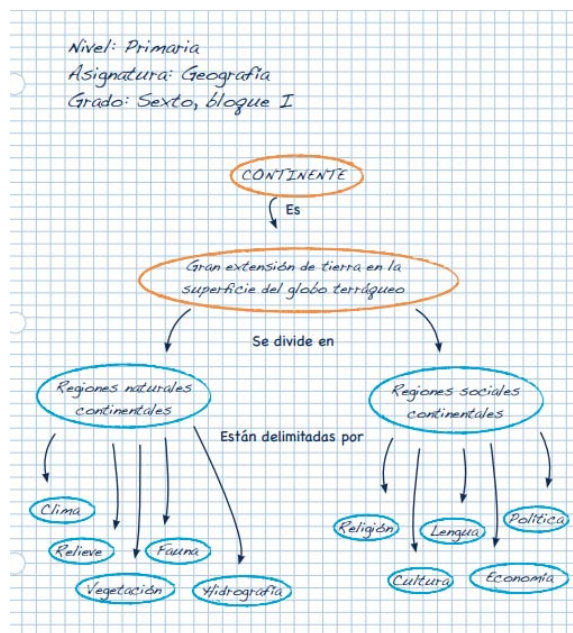 Nivel: Primaria
Asignatura: Geografía
Grado: Sexto, bloque I
CONTINENTE
Es
Gran extensión de tierra en la
superficie del globo terráqueo
Se divide en
Regiones naturales
continentales
Regiones sociales
continentales
Están delimitadas por
Clima
Relieve
Vegetación
Fauna
Hidrografía
Religión
Cultura
Lengua
Economía
Política